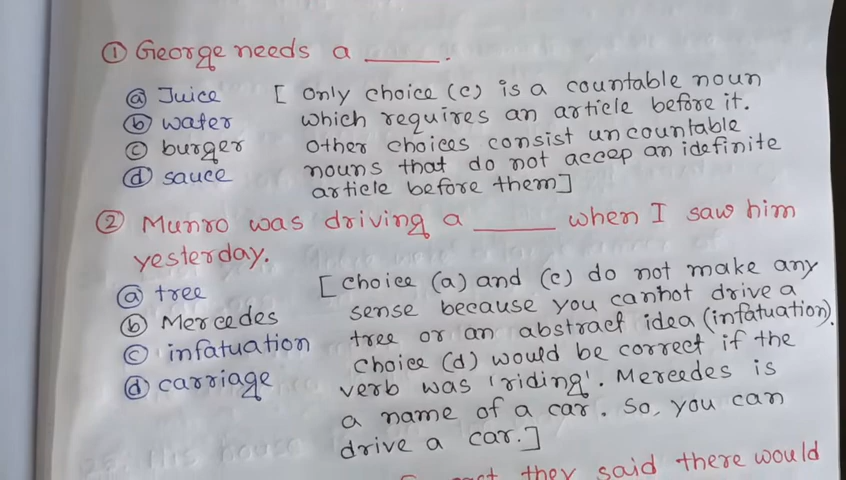 ① George needs a _____.
ⓐ Juice [ Only choice (c) is a countable noun
ⓑ water which requires an article before it.
ⓒ burger Other choices consist uncountable
ⓓ sauce nouns that do not accep an idefinite
article before them]
② Munro was driving a _____ when I saw him
yesterday.
ⓐ tree [choice (a) and (c) do not make any
ⓑ Mercedes sense because you cannot drive a
ⓒ infatuation tree or an abstract idea (infatuation).
ⓓ carriage choice (d) would be correct if the
verb was 'riding'. Mercedes is
a name of a car. So, you can
drive a car.]
they said there would